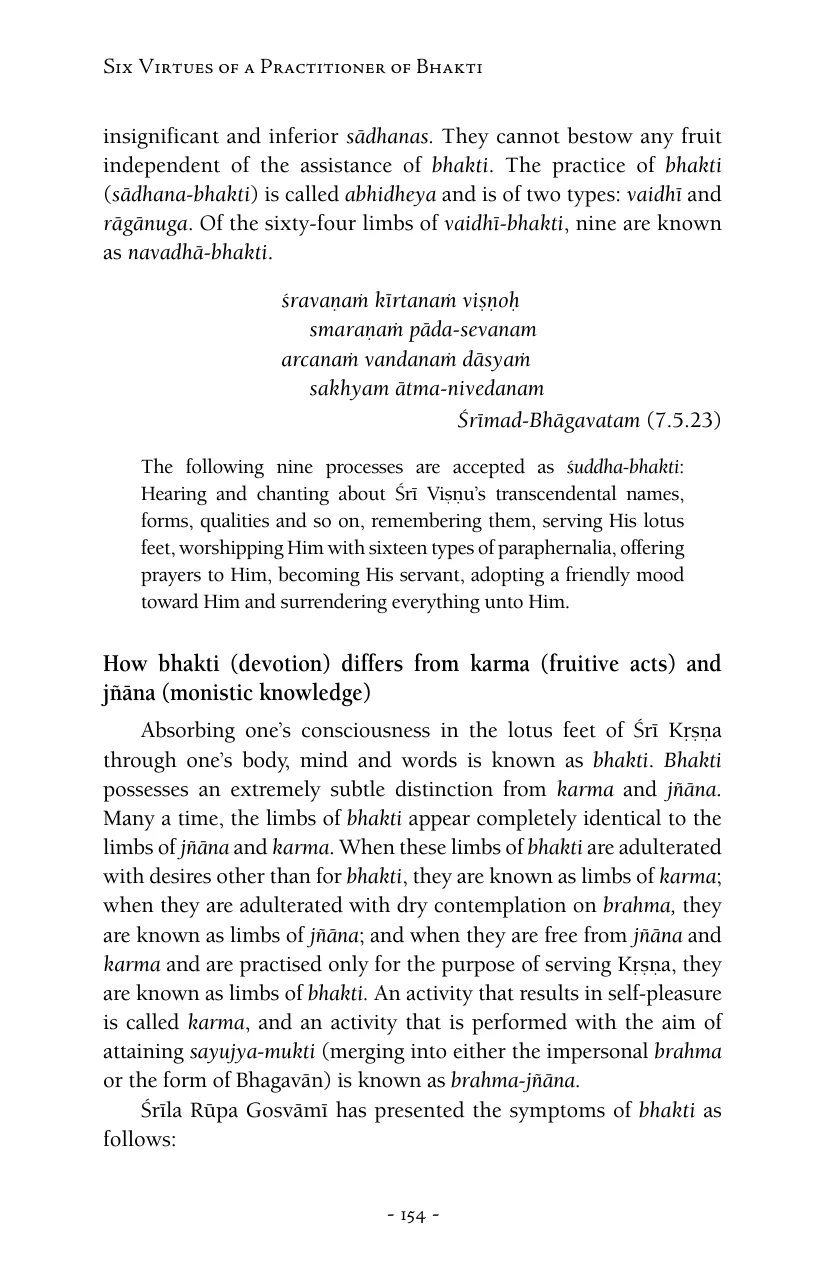 Six Virtues of a Practitioner of Bhakti
insignificant and inferior sādhanas. They cannot bestow any fruit
independent of the assistance of bhakti. The practice of bhakti
(sādhana-bhakti) is called abhidheya and is of two types: vaidhī and
rāgānuga. Of the sixty-four limbs of vaidhī-bhakti, nine are known
as navadhā-bhakti.
śravaṇaṁ kīrtanaṁ viṣṇoḥ
smaraṇaṁ pāda-sevanam
arcanaṁ vandanaṁ dāsyaṁ
sakhyam ātma-nivedanam
Śrīmad-Bhāgavatam (7.5.23)
The following nine processes are accepted as śuddha-bhakti:
Hearing and chanting about Śrī Viṣṇu’s transcendental names,
forms, qualities and so on, remembering them, serving His lotus
feet, worshipping Him with sixteen types of paraphernalia, offering
prayers to Him, becoming His servant, adopting a friendly mood
toward Him and surrendering everything unto Him.
How bhakti (devotion) differs from karma (fruitive acts) and
jñāna (monistic knowledge)
Absorbing one’s consciousness in the lotus feet of Śrī Kṛṣṇa
through one’s body, mind and words is known as bhakti. Bhakti
possesses an extremely subtle distinction from karma and jñāna.
Many a time, the limbs of bhakti appear completely identical to the
limbs of jñāna and karma. When these limbs of bhakti are adulterated
with desires other than for bhakti, they are known as limbs of karma;
when they are adulterated with dry contemplation on brahma, they
are known as limbs of jñāna; and when they are free from jñāna and
karma and are practised only for the purpose of serving Kṛṣṇa, they
are known as limbs of bhakti. An activity that results in self-pleasure
is called karma, and an activity that is performed with the aim of
attaining sayujya-mukti (merging into either the impersonal brahma
or the form of Bhagavān) is known as brahma-jñāna.
Śrīla Rūpa Gosvāmī has presented the symptoms of bhakti as
follows:
- 154 -